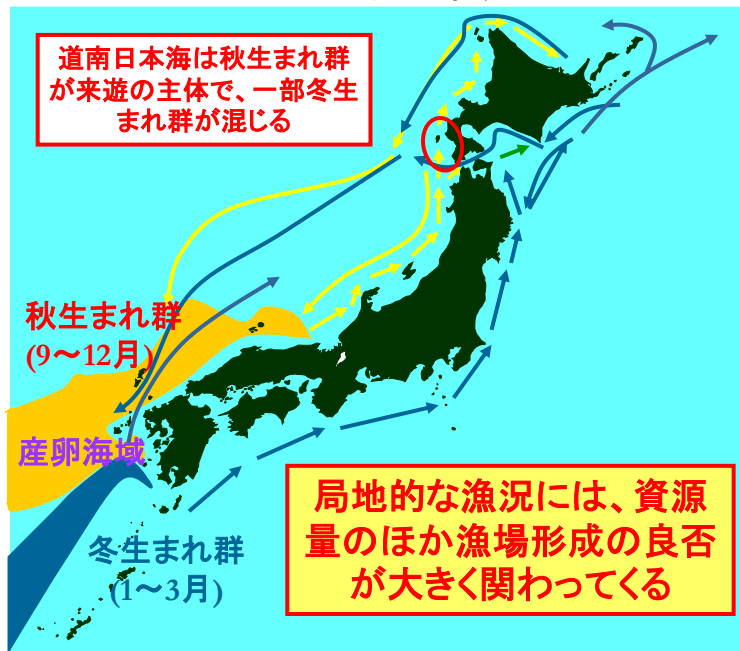 道南日本海は秋生まれ群
が来遊の主体で、一部冬生
まれ群が混じる
秋生まれ群
(9～12月)
産卵海域
冬生まれ群
(1～3月)
局地的な漁況には、資源
量のほか漁場形成の良否
が大きく関わってくる